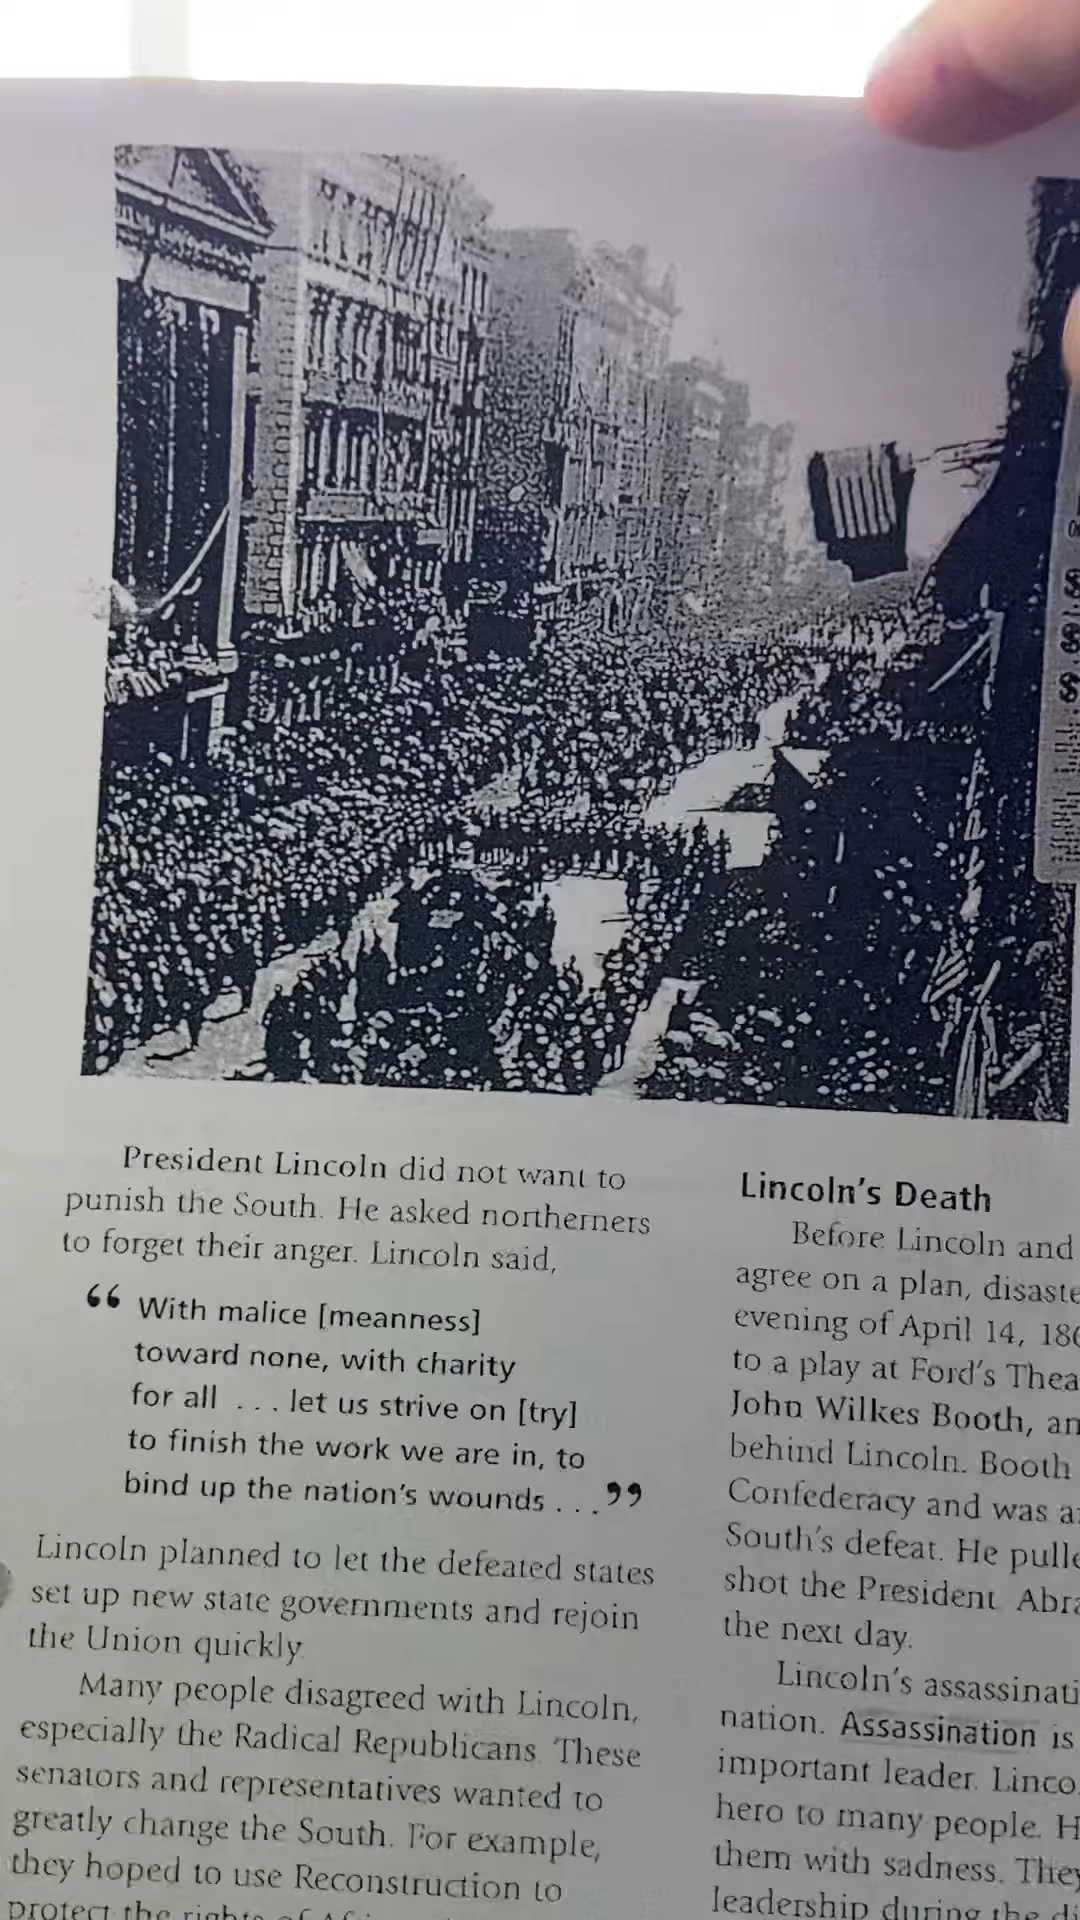 President Lincoln did not want to
punish the South. He asked northerners
to forget their anger. Lincoln said,
“ With malice [meanness]
toward none, with charity
for all ... let us strive on [try]
to finish the work we are in, to
bind up the nation's wounds ... ”
Lincoln planned to let the defeated states
set up new state governments and rejoin
the Union quickly.
Many people disagreed with Lincoln,
especially the Radical Republicans. These
senators and representatives wanted to
greatly change the South. For example,
they hoped to use Reconstruction to
protect the rights of
Lincoln's Death
Before Lincoln and
agree on a plan,
evening of April 14,
to a play at Ford's
John Wilkes Booth,
behind Lincoln. Booth
Confederacy and was
South's defeat. He
shot the President.
the next day.
Lincoln's
nation. Assassination is
important leader.
hero to many people.
them with sadness.
leadership during the